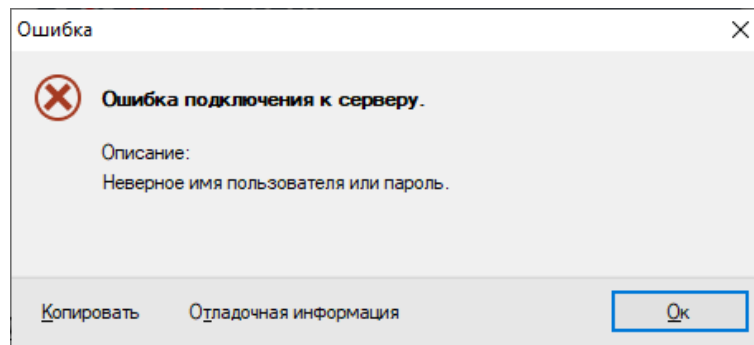 Ошибка
Ошибка подключения к серверу.
Описание:
Неверное имя пользователя или пароль.
Копировать Отладочная информация Ок